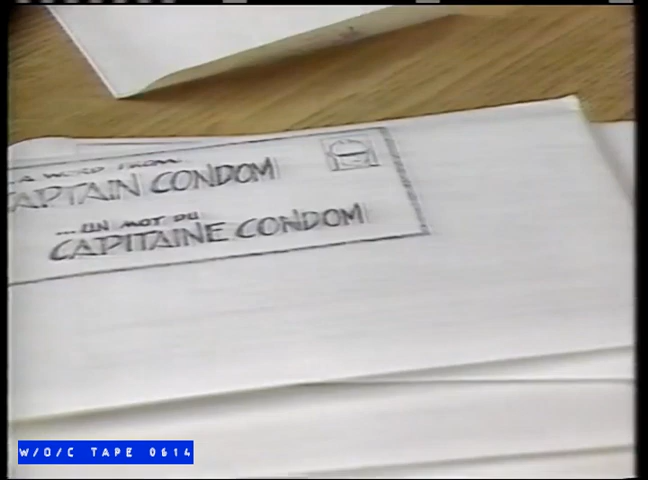 A WORD FROM
APTAIN CONDOM
...UN MOT DU
CAPITAINE CONDOM
W/O/C TAPE 0614